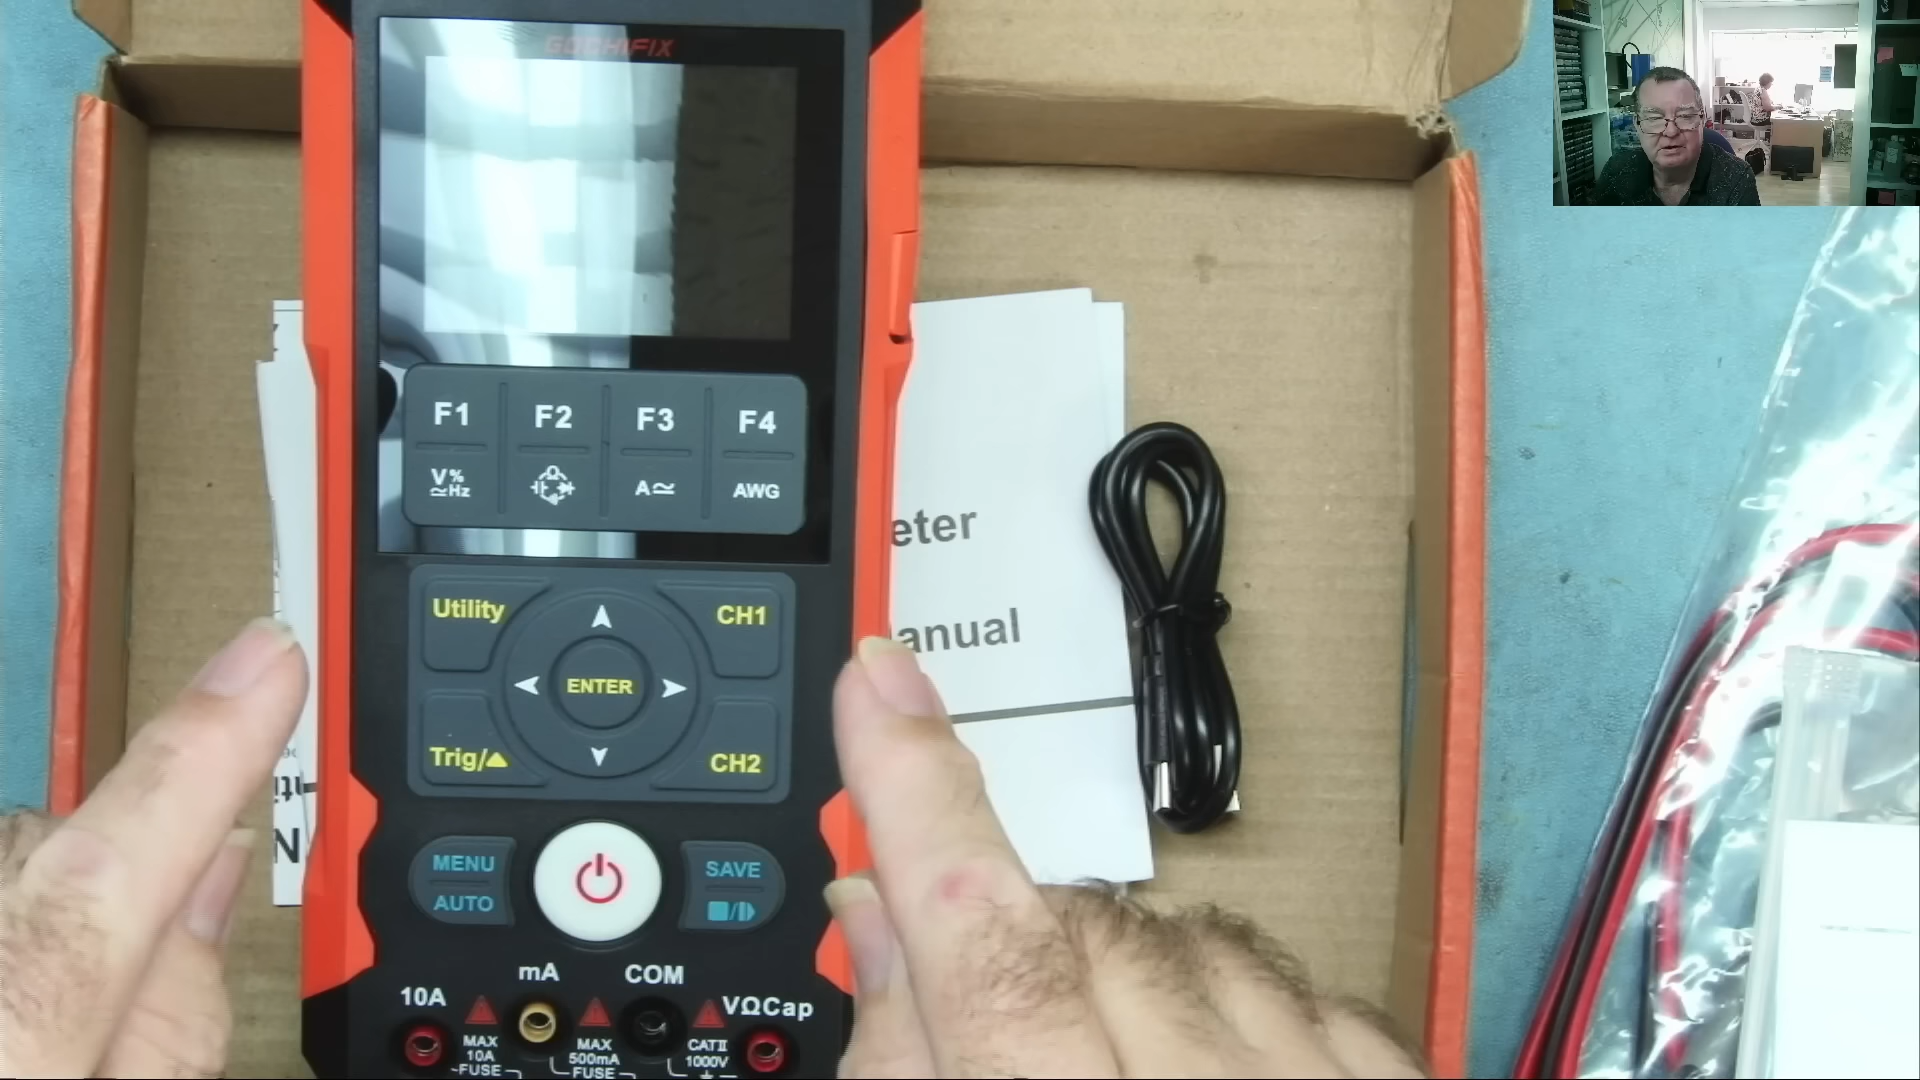 GOCHIFIX
F1 F2 F3 F4
V≃ %Hz A≃ AWG
eter
anual
Utility CH1
ENTER
Trig/▲ CH2
MENU SAVE
AUTO
mA COM
10A VΩCap
MAX 10A FUSE
MAX 500mA FUSE
CATII 1000V
N